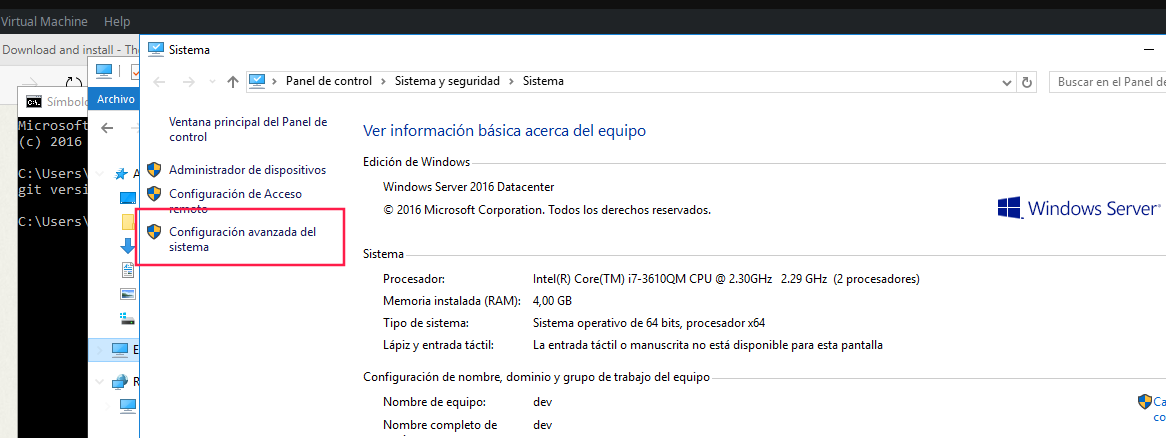 Virtual Machine Help
Download and install - Th
Sistema
Panel de control Sistema y seguridad Sistema
Buscar en el Panel de
Archivo
Símbolo
Microsoft
(c) 2016
C:\Users\
git versi
C:\Users\
Ventana principal del Panel de
control
Administrador de dispositivos
Configuración de Acceso
remoto
Configuración avanzada del
sistema
Ver información básica acerca del equipo
Edición de Windows
Windows Server 2016 Datacenter
© 2016 Microsoft Corporation. Todos los derechos reservados.
Windows Server®
Sistema
Procesador: Intel(R) Core(TM) i7-3610QM CPU @ 2.30GHz 2.29 GHz (2 procesadores)
Memoria instalada (RAM): 4,00 GB
Tipo de sistema: Sistema operativo de 64 bits, procesador x64
Lápiz y entrada táctil: La entrada táctil o manuscrita no está disponible para esta pantalla
Configuración de nombre, dominio y grupo de trabajo del equipo
Nombre de equipo: dev
Ca
co
Nombre completo de dev